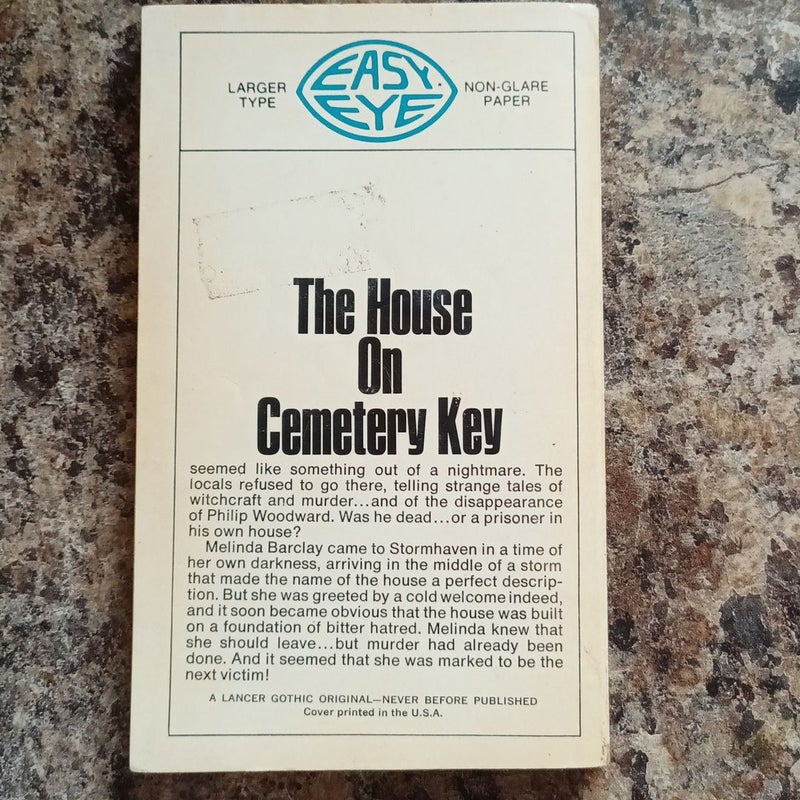 LARGER
TYPE
EASY
EYE
NON-GLARE
PAPER
The House
On
Cemetery Key
seemed like something out of a nightmare. The
locals refused to go there, telling strange tales of
witchcraft and murder...and of the disappearance
of Philip Woodward. Was he dead...or a prisoner in
his own house?
Melinda Barclay came to Stormhaven in a time of
her own darkness, arriving in the middle of a storm
that made the name of the house a perfect descrip-
tion. But she was greeted by a cold welcome indeed,
and it soon became obvious that the house was built
on a foundation of bitter hatred. Melinda knew that
she should leave...but murder had already been
done. And it seemed that she was marked to be the
next victim!
A LANCER GOTHIC ORIGINAL—NEVER BEFORE PUBLISHED
Cover printed in the U.S.A.